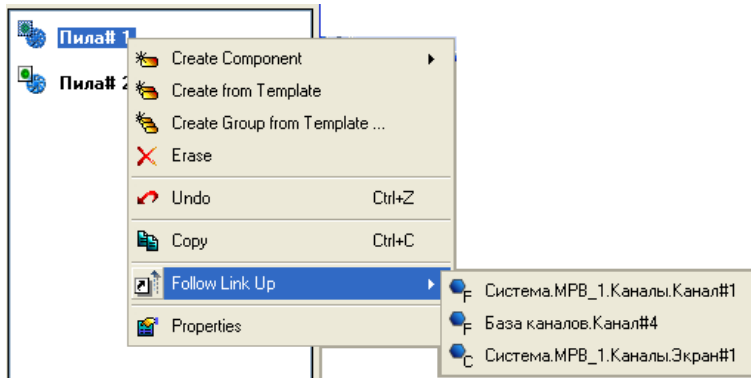 Пила# 1
Create Component
Пила# 2
Create from Template
Create Group from Template ...
Erase
Undo Ctrl+Z
Copy Ctrl+C
Follow Link Up
F Система.МРВ_1.Каналы.Канал#1
Properties
F База каналов.Канал#4
C Система.МРВ_1.Каналы.Экран#1